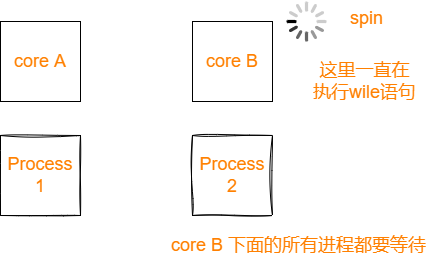 core A
core B
spin
这里一直在
执行wile语句
Process
1
Process
2
core B 下面的所有进程都要等待